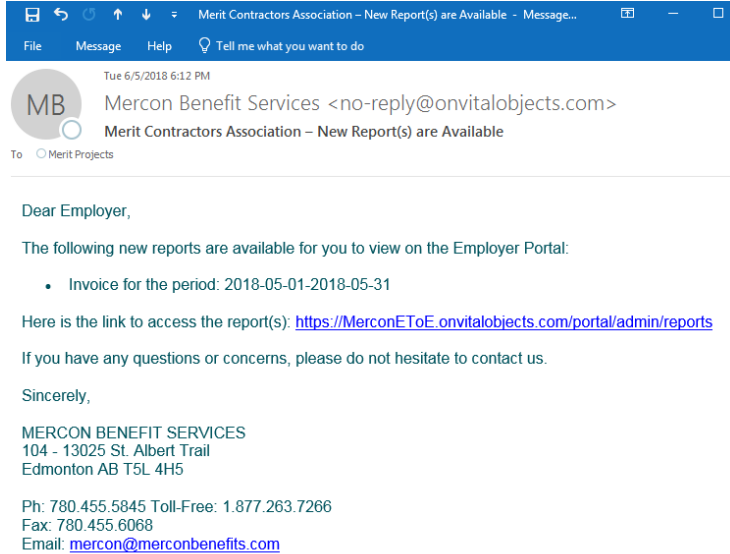 Merit Contractors Association – New Report(s) are Available - Message...
File Message Help Tell me what you want to do
Tue 6/5/2018 6:12 PM
MB
Mercon Benefit Services <no-reply@onvitalobjects.com>
Merit Contractors Association – New Report(s) are Available
To Merit Projects
Dear Employer,
The following new reports are available for you to view on the Employer Portal:
• Invoice for the period: 2018-05-01-2018-05-31
Here is the link to access the report(s): https://MerconEToE.onvitalobjects.com/portal/admin/reports
If you have any questions or concerns, please do not hesitate to contact us.
Sincerely,
MERCON BENEFIT SERVICES
104 - 13025 St. Albert Trail
Edmonton AB T5L 4H5
Ph: 780.455.5845 Toll-Free: 1.877.263.7266
Fax: 780.455.6068
Email: mercon@merconbenefits.com